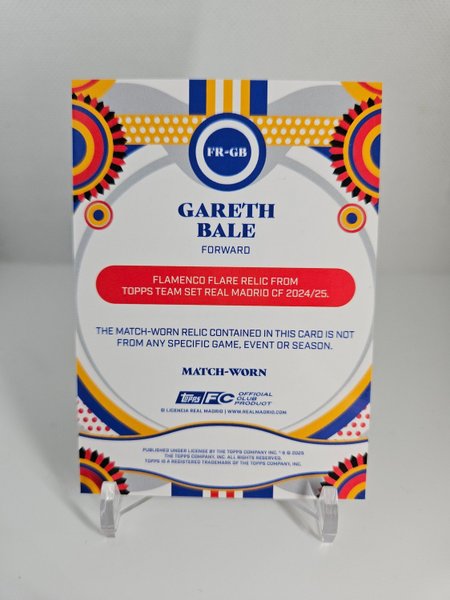 FR-GB
GARETH
BALE
FORWARD
FLAMENCO FLARE RELIC FROM
TOPPS TEAM SET REAL MADRID CF 2024/25.
THE MATCH-WORN RELIC CONTAINED IN THIS CARD IS NOT
FROM ANY SPECIFIC GAME, EVENT OR SEASON.
MATCH-WORN
Topps FC OFFICIAL
CLUB
PRODUCT
© LICENCIA REAL MADRID | WWW.REALMADRID.COM
PUBLISHED UNDER LICENSE BY THE TOPPS COMPANY INC. ® © 2025
THE TOPPS COMPANY, INC. ALL RIGHTS RESERVED.
TOPPS IS A REGISTERED TRADEMARK OF THE TOPPS COMPANY, INC.